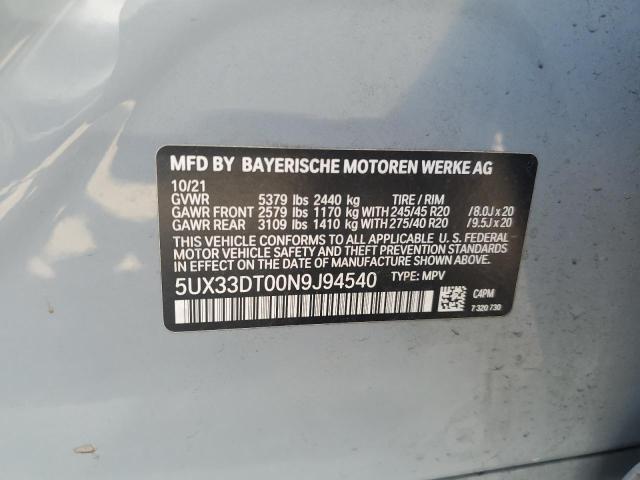 MFD BY BAYERISCHE MOTOREN WERKE AG
10/21
GVWR 5379 lbs 2440 kg TIRE / RIM
GAWR FRONT 2579 lbs 1170 kg WITH 245/45 R20 /8.0J x 20
GAWR REAR 3109 lbs 1410 kg WITH 275/40 R20 /9.5J x 20
THIS VEHICLE CONFORMS TO ALL APPLICABLE U. S. FEDERAL
MOTOR VEHICLE SAFETY, BUMPER, AND THEFT PREVENTION
STANDARDS IN EFFECT ON THE DATE OF MANUFACTURE SHOWN ABOVE.
5UX33DT00N9J94540 TYPE: MPV
C4PM
7 320 730